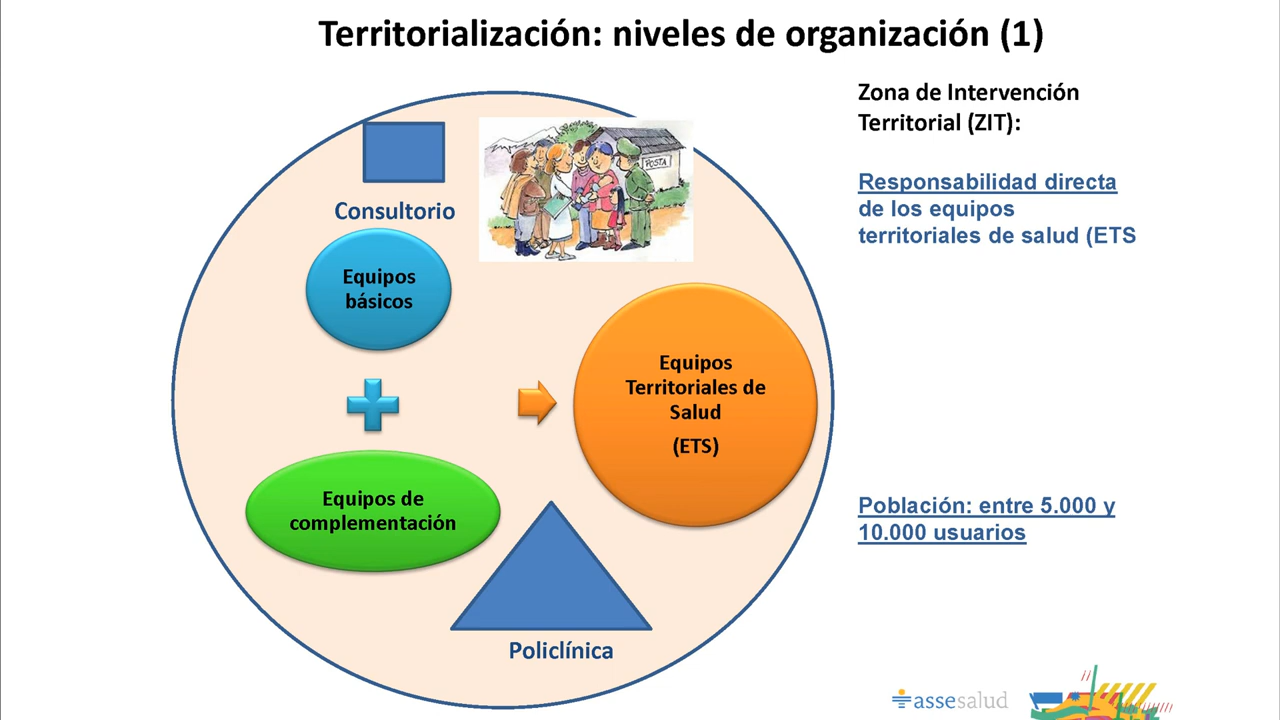 Territorialización: niveles de organización (1)
Zona de Intervención
Territorial (ZIT):
Responsabilidad directa
de los equipos
territoriales de salud (ETS
Población: entre 5.000 y
10.000 usuarios
POSTA
Consultorio
Equipos
básicos
Equipos de
complementación
Equipos
Territoriales de
Salud
(ETS)
Policlínica
assesalud